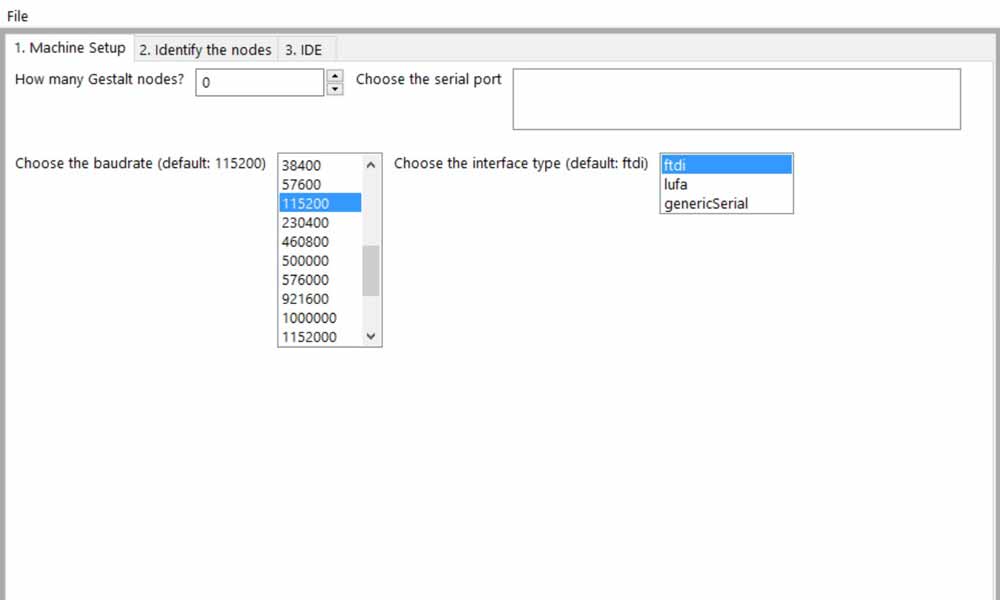 File
1. Machine Setup 2. Identify the nodes 3. IDE
How many Gestalt nodes? 0 Choose the serial port
Choose the baudrate (default: 115200)
38400
57600
115200
230400
460800
500000
576000
921600
1000000
1152000
Choose the interface type (default: ftdi)
ftdi
lufa
genericSerial